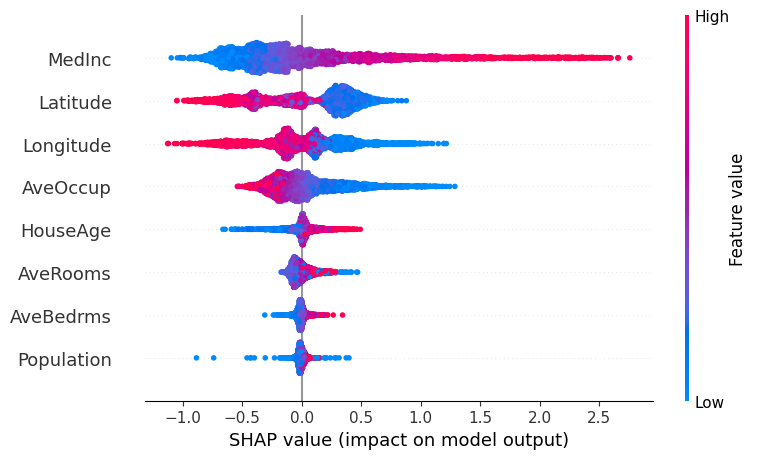 High
MedInc
Latitude
Longitude
AveOccup
HouseAge
AveRooms
AveBedrms
Population
Feature value
Low
−1.0 −0.5 0.0 0.5 1.0 1.5 2.0 2.5
SHAP value (impact on model output)